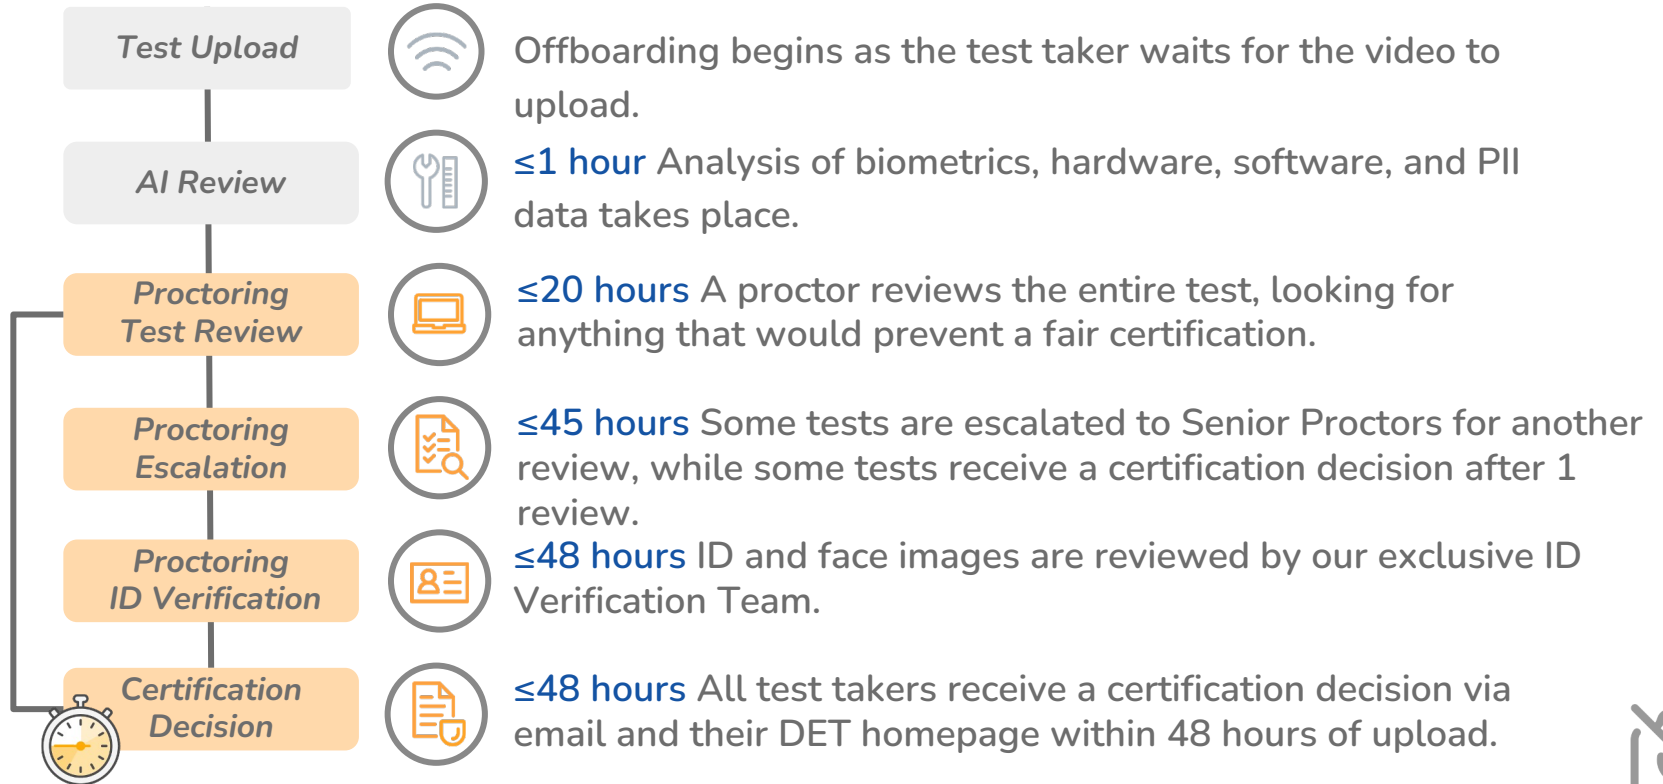 Test Upload
Offboarding begins as the test taker waits for the video to
upload.
AI Review
≤1 hour Analysis of biometrics, hardware, software, and PII
data takes place.
Proctoring
Test Review
≤20 hours A proctor reviews the entire test, looking for
anything that would prevent a fair certification.
Proctoring
Escalation
≤45 hours Some tests are escalated to Senior Proctors for another
review, while some tests receive a certification decision after 1
review.
Proctoring
ID Verification
≤48 hours ID and face images are reviewed by our exclusive ID
Verification Team.
Certification
Decision
≤48 hours All test takers receive a certification decision via
email and their DET homepage within 48 hours of upload.